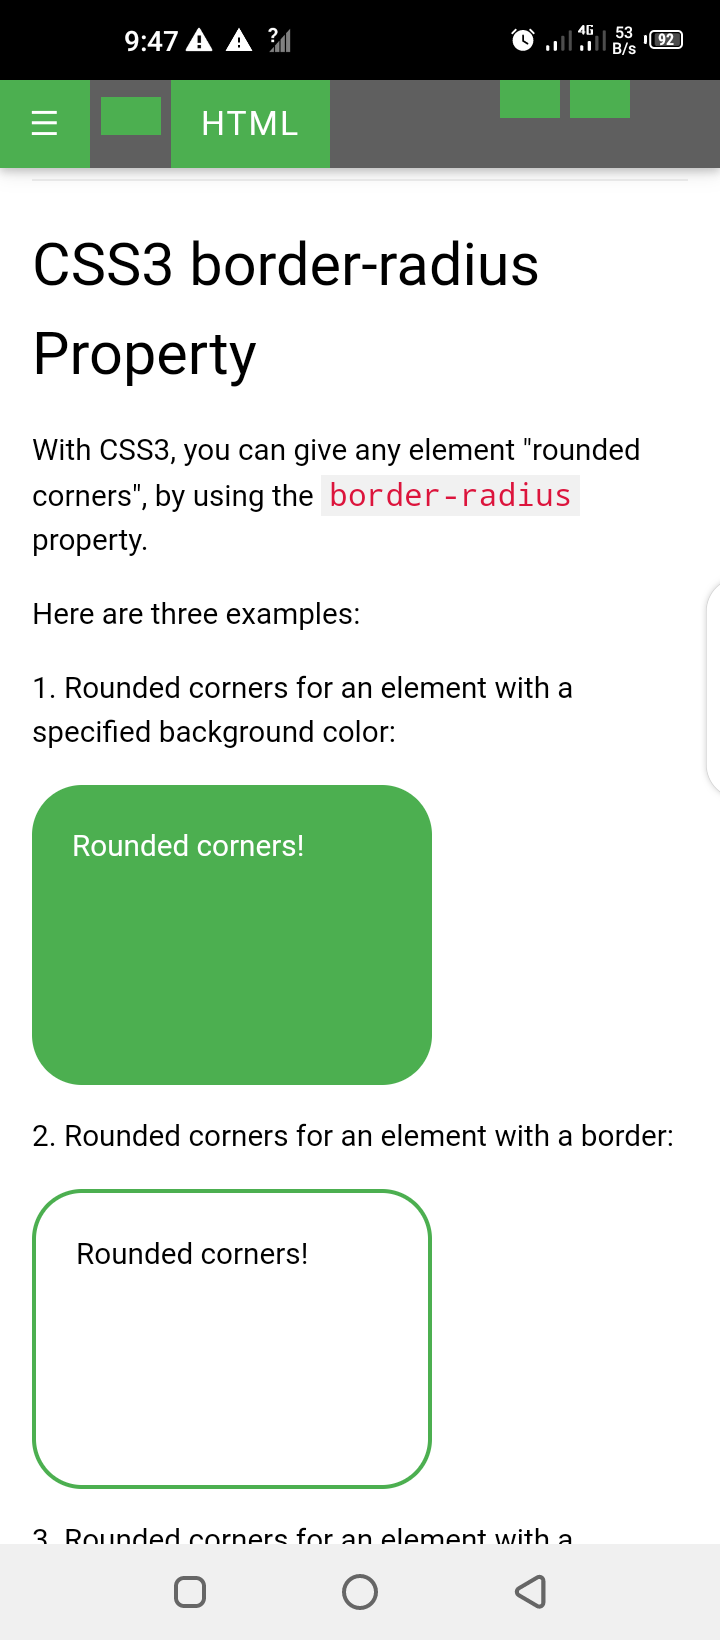 9:47
4G 53 B/s 92
HTML
CSS3 border-radius
Property
With CSS3, you can give any element "rounded
corners", by using the border-radius
property.
Here are three examples:
1. Rounded corners for an element with a
specified background color:
Rounded corners!
2. Rounded corners for an element with a border:
Rounded corners!
3. Rounded corners for an element with a